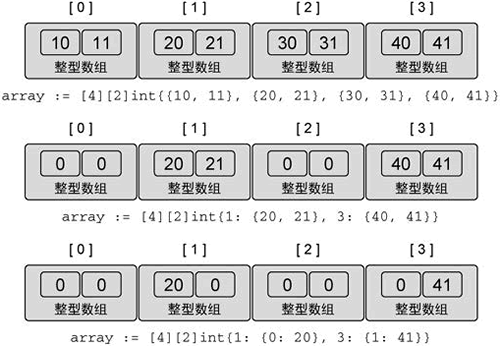 [0] [1] [2] [3]
10 11 20 21 30 31 40 41
整型数组 整型数组 整型数组 整型数组
array := [4][2]int{{10, 11}, {20, 21}, {30, 31}, {40, 41}}
[0] [1] [2] [3]
0 0 20 21 0 0 40 41
整型数组 整型数组 整型数组 整型数组
array := [4][2]int{1: {20, 21}, 3: {40, 41}}
[0] [1] [2] [3]
0 0 20 0 0 0 0 41
整型数组 整型数组 整型数组 整型数组
array := [4][2]int{1: {0: 20}, 3: {1: 41}}